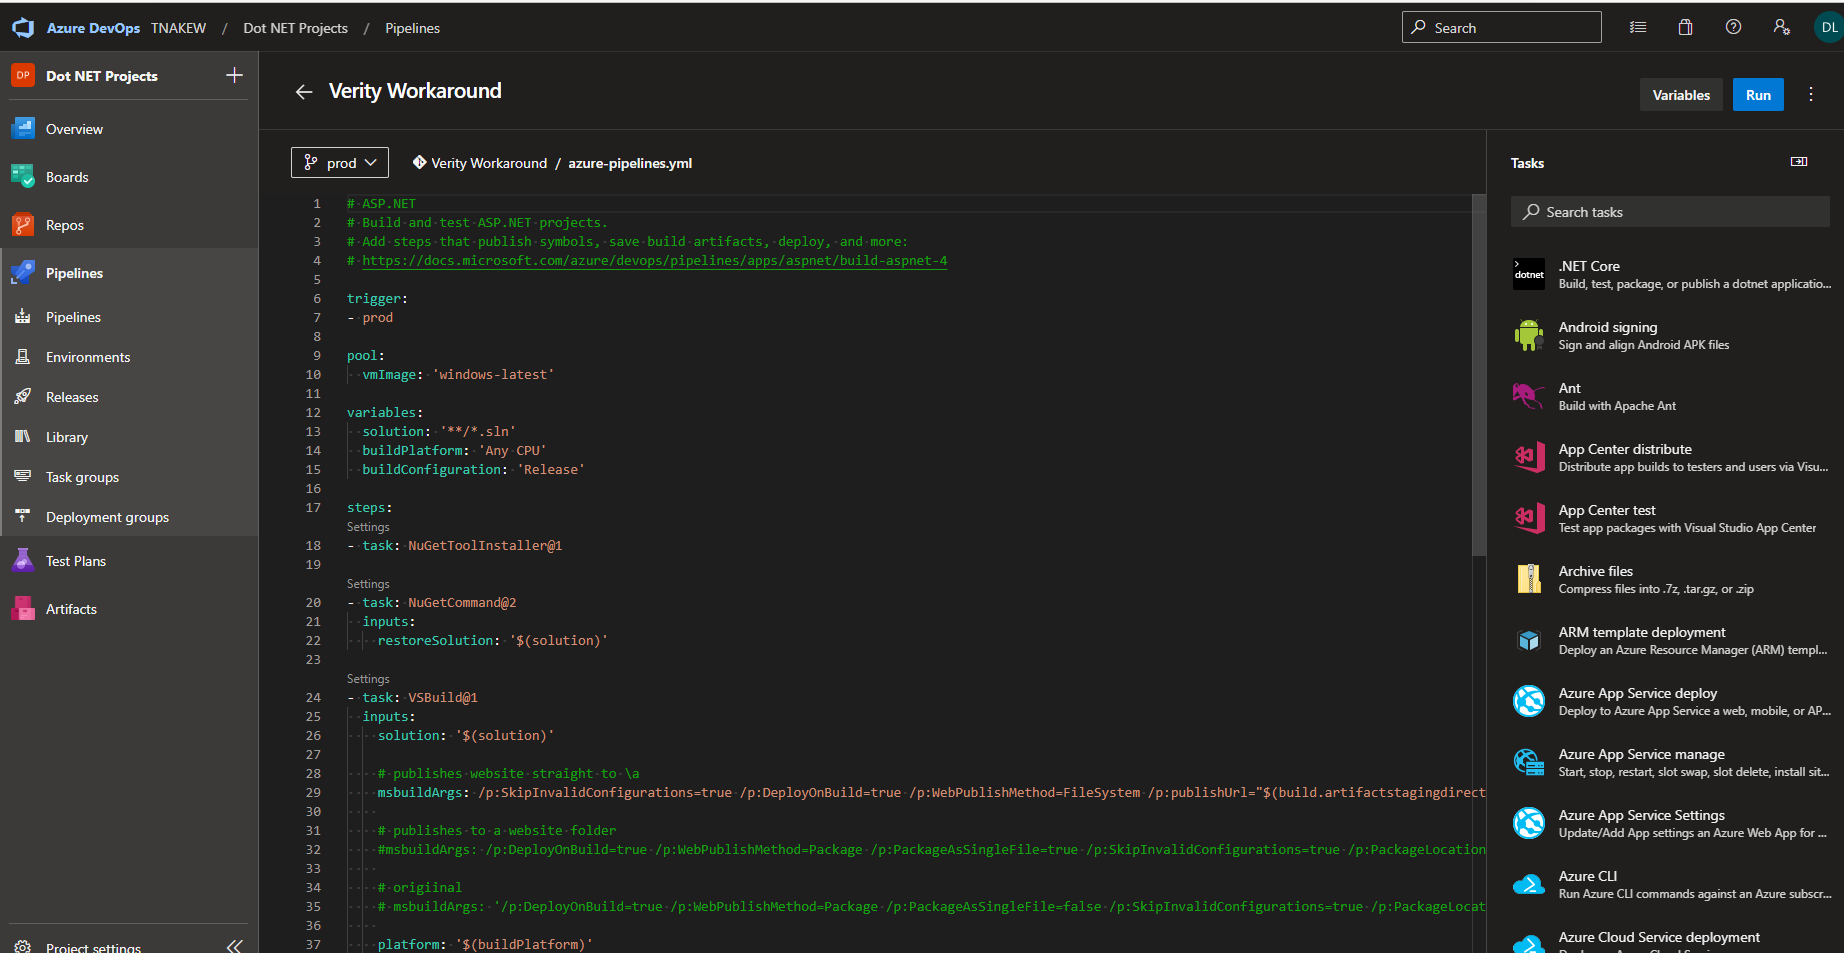 Azure DevOps TNAKEW / Dot NET Projects / Pipelines
Search
DL
DP Dot NET Projects
Overview
Boards
Repos
Pipelines
Pipelines
Environments
Releases
Library
Task groups
Deployment groups
Test Plans
Artifacts
Project settings
Verity Workaround
Variables
Run
prod
Verity Workaround / azure-pipelines.yml
1 # ASP.NET
2 # Build and test ASP.NET projects.
3 # Add steps that publish symbols, save build artifacts, deploy, and more:
4 # https://docs.microsoft.com/azure/devops/pipelines/apps/aspnet/build-aspnet-4
5
6 trigger:
7 - prod
8
9 pool:
10 vmImage: 'windows-latest'
11
12 variables:
13 solution: '**/*.sln'
14 buildPlatform: 'Any CPU'
15 buildConfiguration: 'Release'
16
17 steps:
Settings
18 - task: NuGetToolInstaller@1
19
Settings
20 - task: NuGetCommand@2
21 inputs:
22 restoreSolution: '$(solution)'
23
Settings
24 - task: VSBuild@1
25 inputs:
26 solution: '$(solution)'
27
28 # publishes website straight to \a
29 msbuildArgs: /p:SkipInvalidConfigurations=true /p:DeployOnBuild=true /p:WebPublishMethod=FileSystem /p:publishUrl="$(build.artifactstagingdirect
30
31 # publishes to a website folder
32 #msbuildArgs: /p:DeployOnBuild=true /p:WebPublishMethod=Package /p:PackageAsSingleFile=true /p:SkipInvalidConfigurations=true /p:PackageLocation
33
34 # origiinal
35 # msbuildArgs: '/p:DeployOnBuild=true /p:WebPublishMethod=Package /p:PackageAsSingleFile=false /p:SkipInvalidConfigurations=true /p:PackageLocat
36
37 platform: '$(buildPlatform)'
Tasks
Search tasks
dotnet
.NET Core
Build, test, package, or publish a dotnet applicatio...
Android signing
Sign and align Android APK files
Ant
Build with Apache Ant
App Center distribute
Distribute app builds to testers and users via Visu...
App Center test
Test app packages with Visual Studio App Center
Archive files
Compress files into .7z, .tar.gz, or .zip
ARM template deployment
Deploy an Azure Resource Manager (ARM) templ...
Azure App Service deploy
Deploy to Azure App Service a web, mobile, or AP...
Azure App Service manage
Start, stop, restart, slot swap, slot delete, install sit...
Azure App Service Settings
Update/Add App settings an Azure Web App for ...
Azure CLI
Run Azure CLI commands against an Azure subscr...
Azure Cloud Service deployment